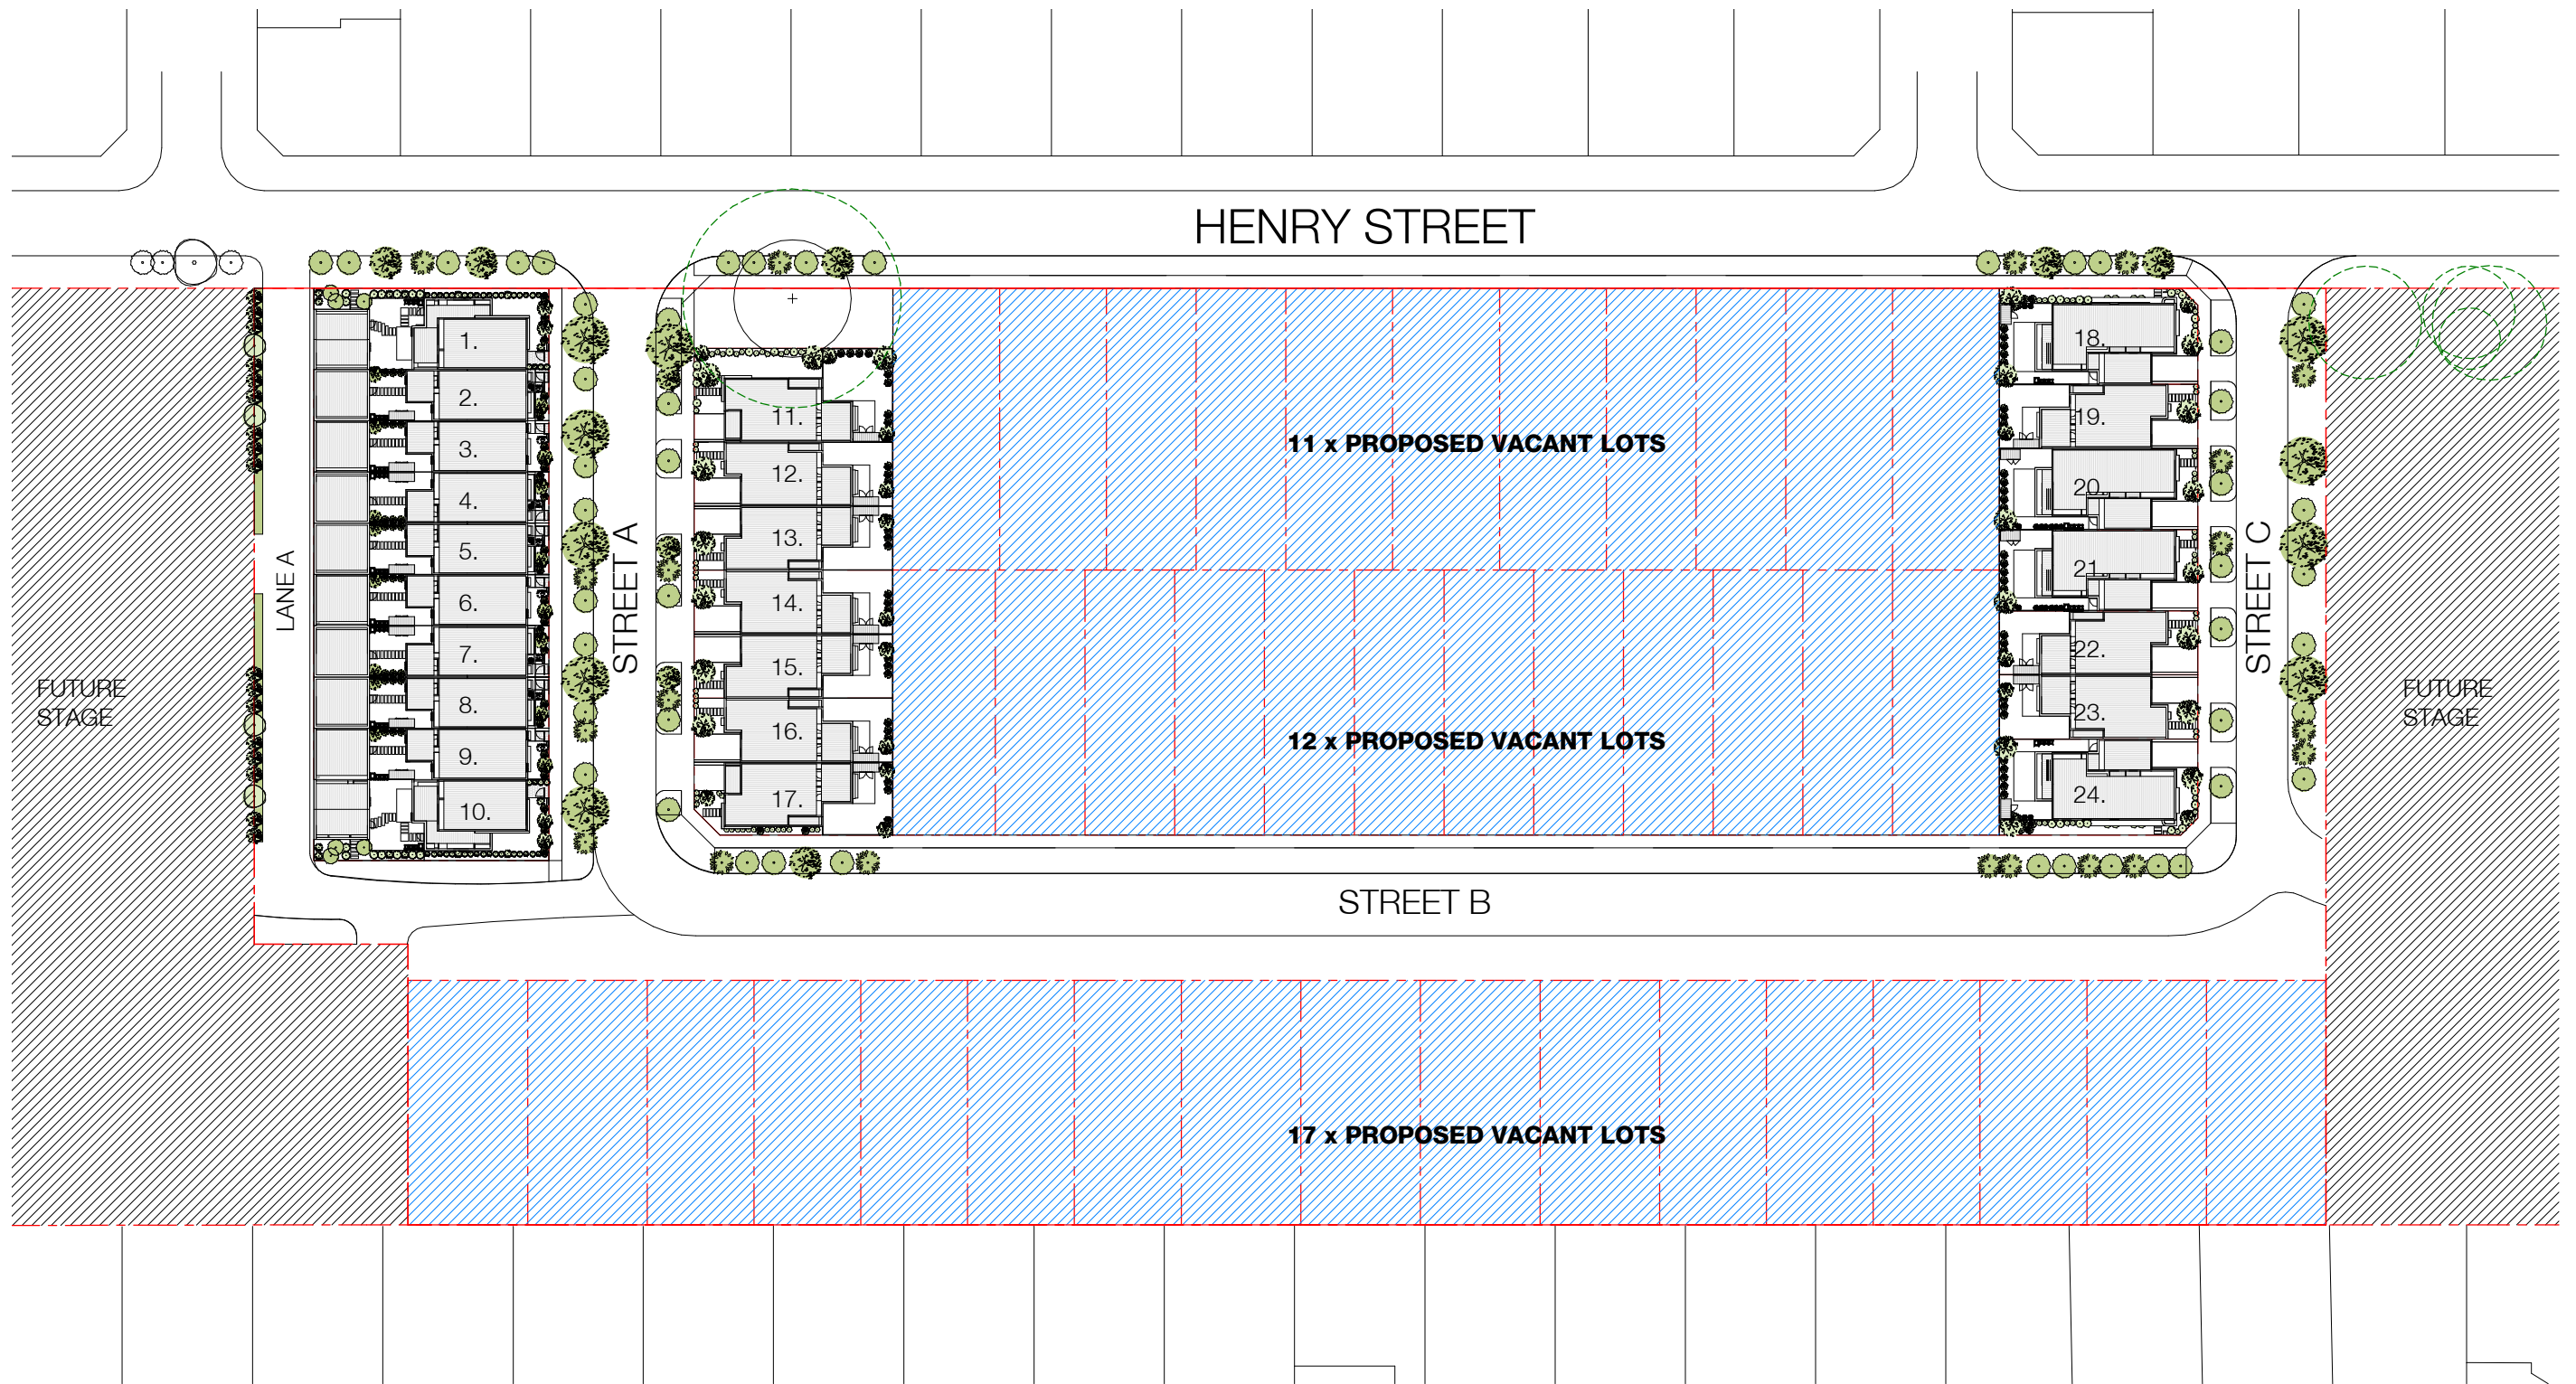 HENRY STREET
1.
2.
3.
4.
5.
6.
7.
8.
9.
10.
LANE A
STREET A
11.
12.
13.
14.
15.
16.
17.
11 x PROPOSED VACANT LOTS
12 x PROPOSED VACANT LOTS
18.
19.
20.
21.
22.
23.
24.
STREET C
FUTURE
STAGE
FUTURE
STAGE
STREET B
17 x PROPOSED VACANT LOTS